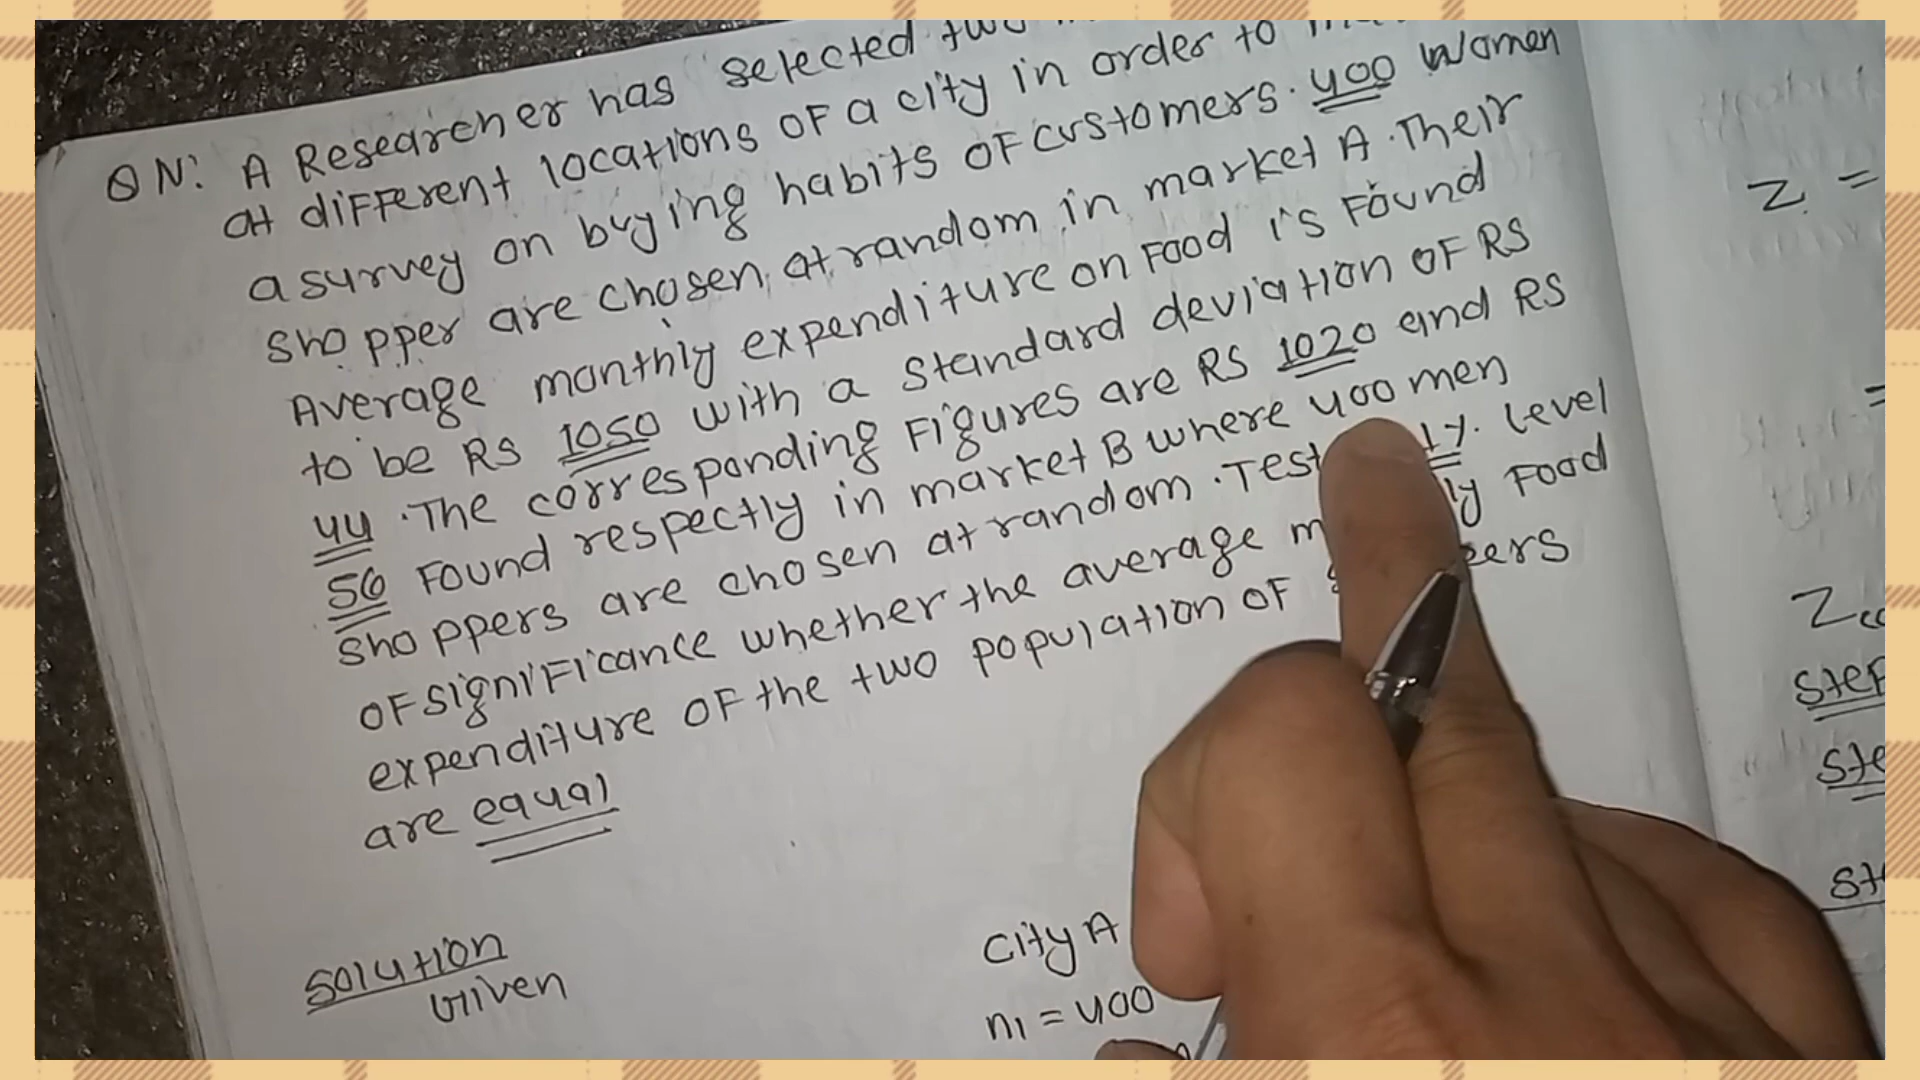 QN: A Researcher has selected two
at different locations of a city in order to
a survey on buying habits of customers. 400 women
shopper are chosen at random in market A. Their
Average monthly expenditure on Food is Found
to be RS 1050 with a standard deviation of RS
44. The corresponding Figures are RS 1020 and RS
56 Found respectly in market B where 400 men
shoppers are chosen at random. Test level
of significance whether the average Food
expenditure of the two population of
are equal
Solution
Given
City A
n1 = 400
Z =
=
Z
Step